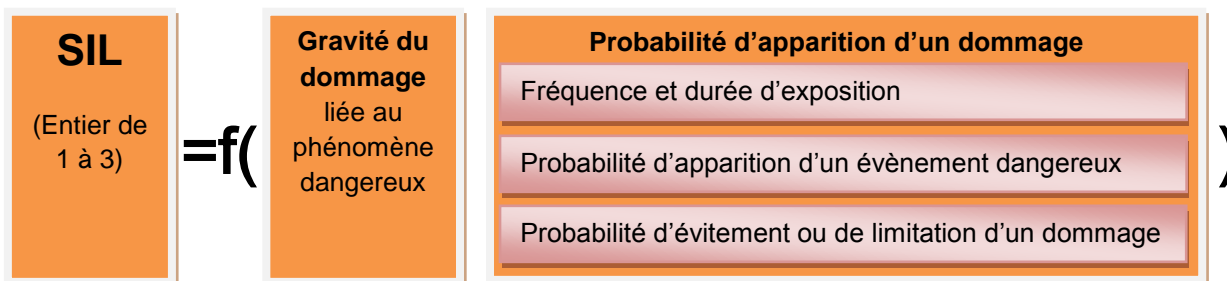 SIL
(Entier de
1 à 3)
=f(
Gravité du
dommage
liée au
phénomène
dangereux
Probabilité d'apparition d'un dommage
Fréquence et durée d'exposition
Probabilité d'apparition d'un évènement dangereux
Probabilité d'évitement ou de limitation d'un dommage
)